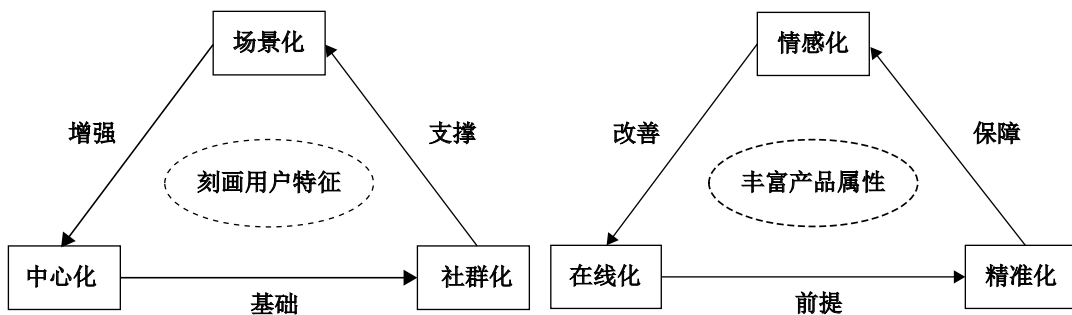 场景化
增强
支撑
刻画用户特征
中心化
社群化
基础
情感化
改善
保障
丰富产品属性
在线化
精准化
前提